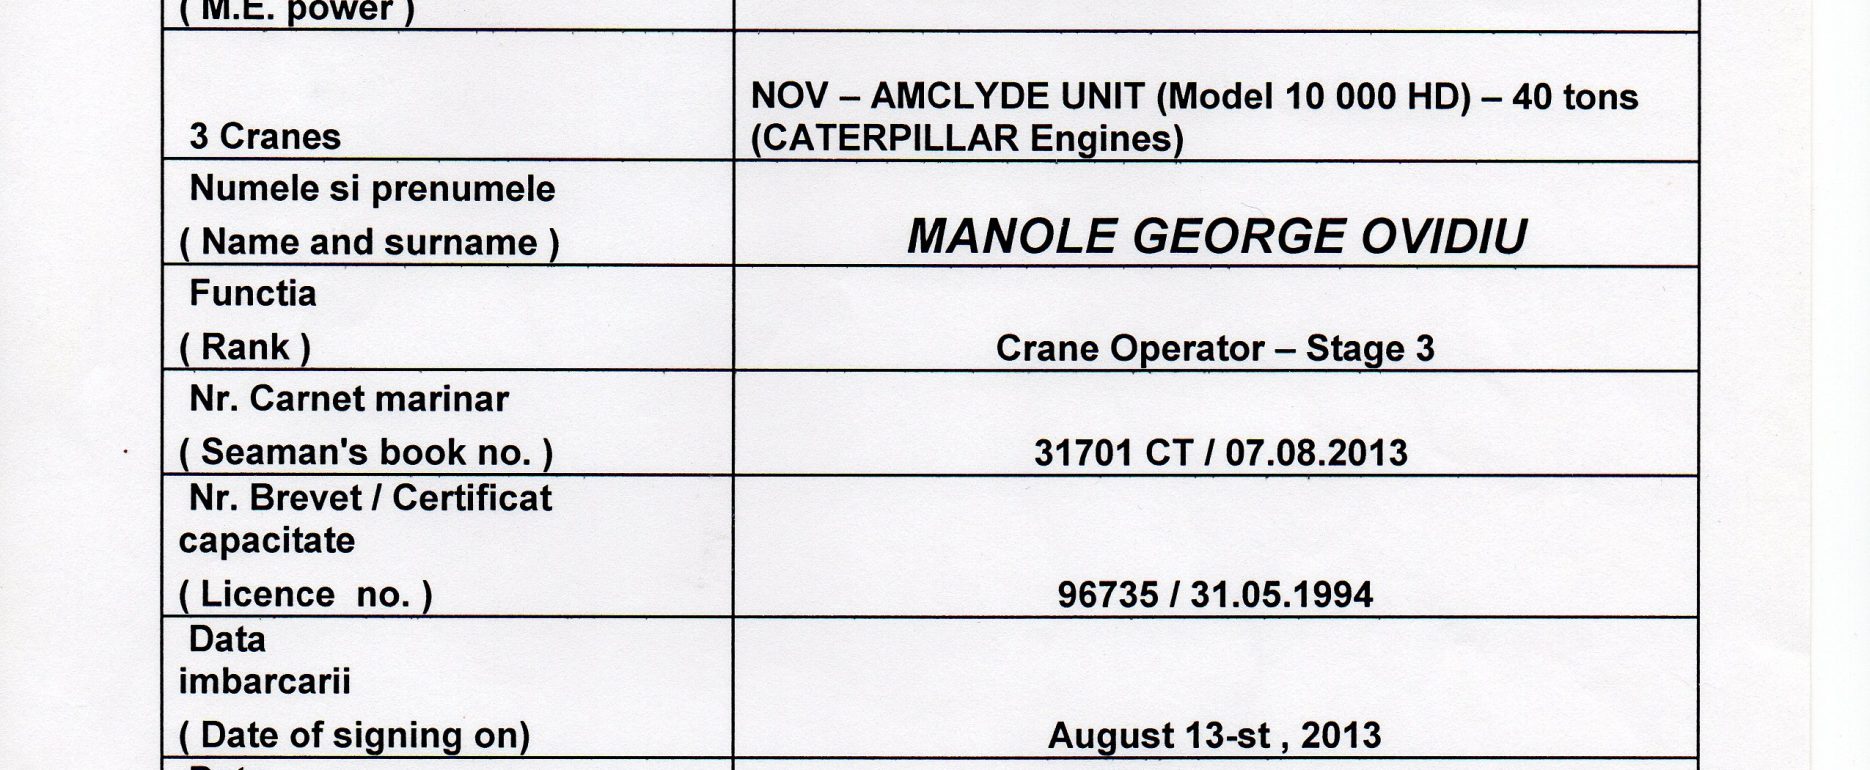 ( M.E. power )
3 Cranes
NOV – AMCLYDE UNIT (Model 10 000 HD) – 40 tons
(CATERPILLAR Engines)
Numele si prenumele
( Name and surname )
MANOLE GEORGE OVIDIU
Functia
( Rank )
Crane Operator – Stage 3
Nr. Carnet marinar
( Seaman's book no. )
31701 CT / 07.08.2013
Nr. Brevet / Certificat
capacitate
( Licence  no. )
96735 / 31.05.1994
Data
imbarcarii
( Date of signing on)
August 13-st , 2013